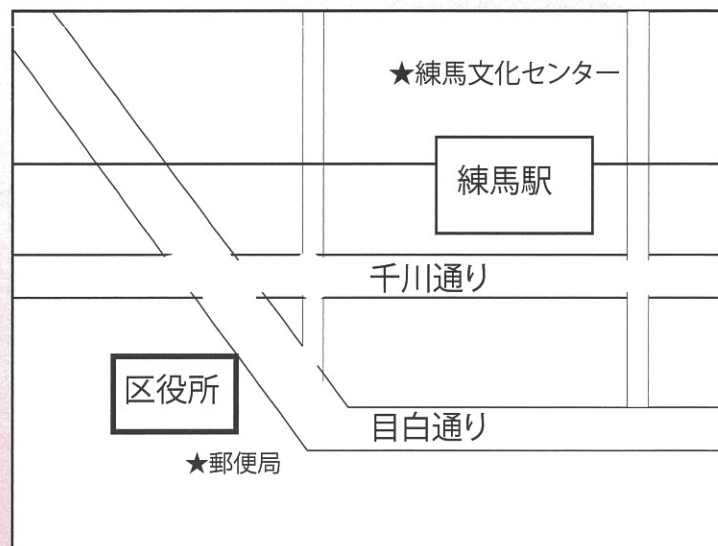 ★練馬文化センター
練馬駅
千川通り
区役所
目白通り
★郵便局